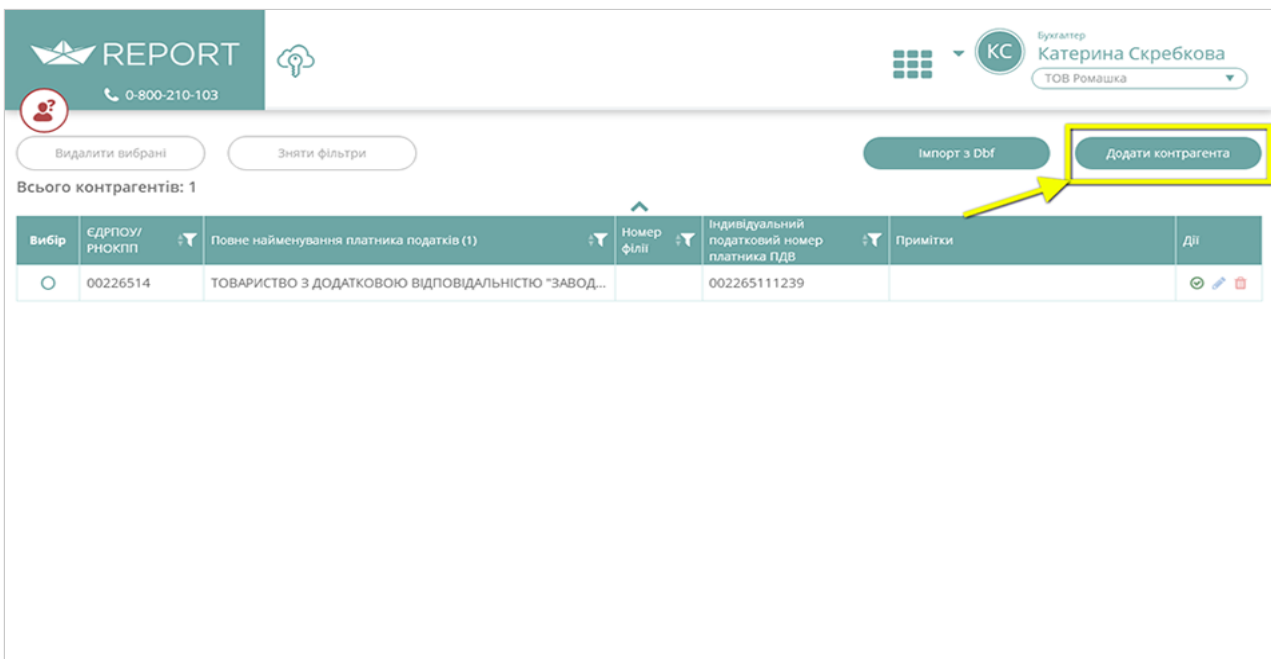 REPORT
0-800-210-103
Бухгалтер
КС
Катерина Скребкова
ТОВ Ромашка
Видалити вибрані
Зняти фільтри
Імпорт з Dbf
Додати контрагента
Всього контрагентів: 1
Вибір
ЄДРПОУ/
РНОКПП
Повне найменування платника податків (1)
Номер
філії
Індивідуальний
податковий номер
платника ПДВ
Примітки
Дії
00226514
ТОВАРИСТВО З ДОДАТКОВОЮ ВІДПОВІДАЛЬНІСТЮ "ЗАВОД...
002265111239